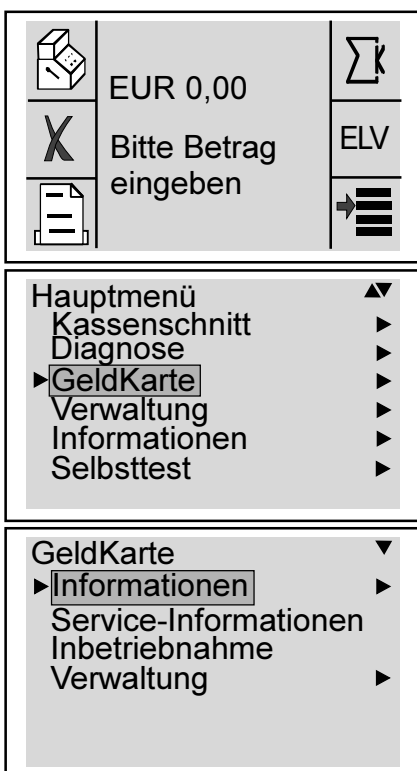 EUR 0,00
Bitte Betrag
eingeben
ELV
Hauptmenü
Kassenschnitt
Diagnose
GeldKarte
Verwaltung
Informationen
Selbsttest
GeldKarte
Informationen
Service-Informationen
Inbetriebnahme
Verwaltung